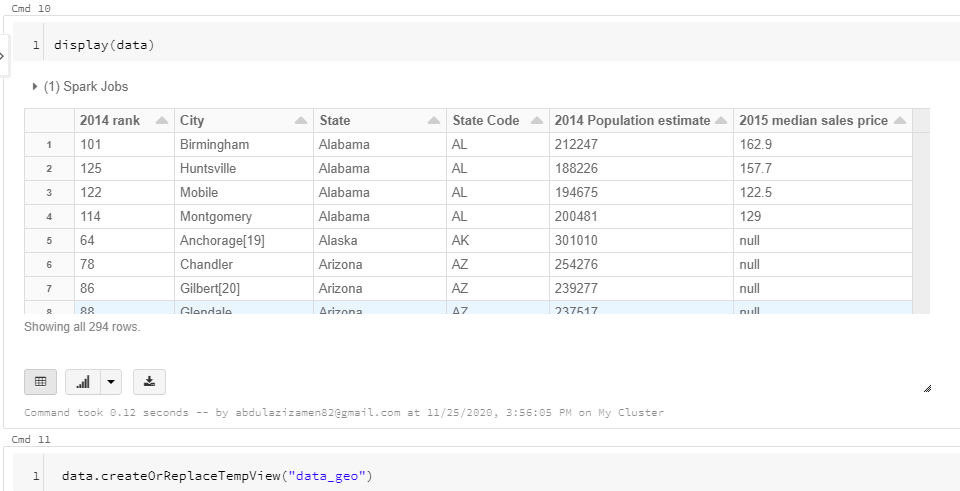 Cmd 10
1 display(data)
(1) Spark Jobs
2014 rank City State State Code 2014 Population estimate 2015 median sales price
1 101 Birmingham Alabama AL 212247 162.9
2 125 Huntsville Alabama AL 188226 157.7
3 122 Mobile Alabama AL 194675 122.5
4 114 Montgomery Alabama AL 200481 129
5 64 Anchorage[19] Alaska AK 301010 null
6 78 Chandler Arizona AZ 254276 null
7 86 Gilbert[20] Arizona AZ 239277 null
8 88 Glendale Arizona AZ 237517 null
Showing all 294 rows.
Command took 0.12 seconds -- by abdulazizamen82@gmail.com at 11/25/2020, 3:56:05 PM on My Cluster
Cmd 11
1 data.createOrReplaceTempView("data_geo")